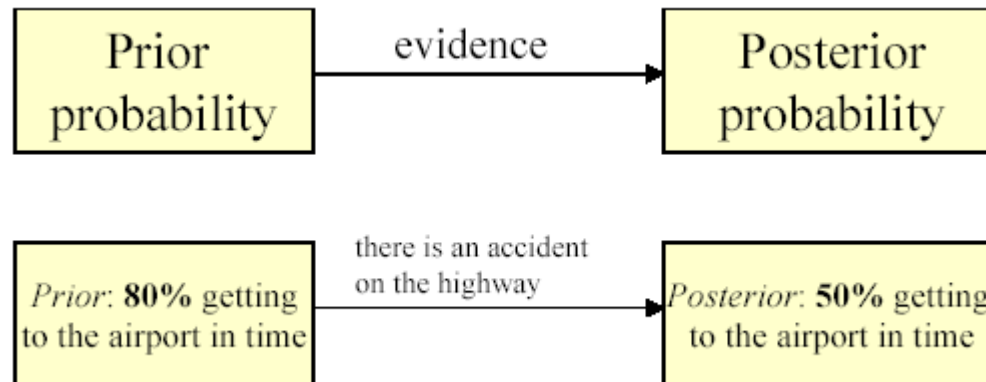 Prior
probability
evidence
Posterior
probability
Prior: 80% getting
to the airport in time
there is an accident
on the highway
Posterior: 50% getting
to the airport in time